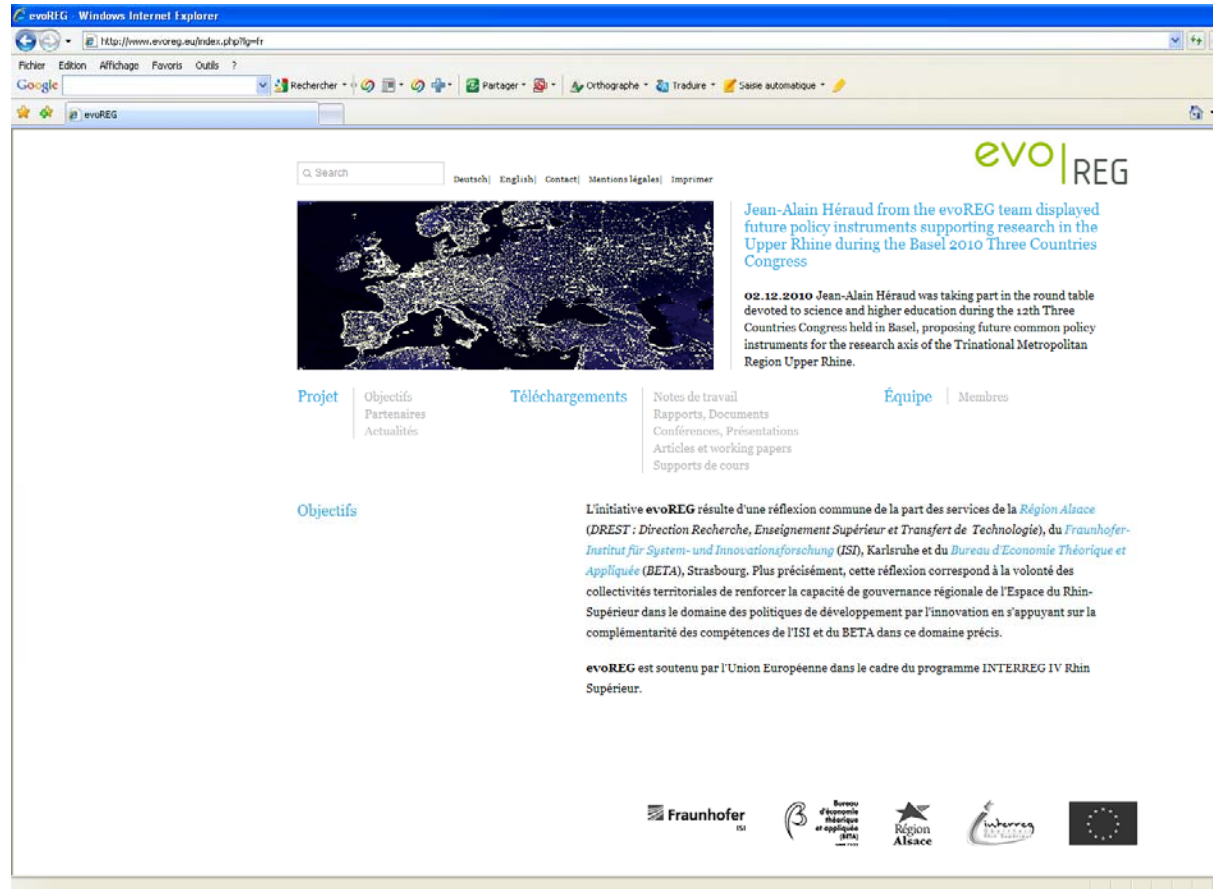 evoREG - Windows Internet Explorer
http://www.evoreg.eu/index.php?lg=fr
Fichier Edition Affichage Favoris Outils ?
Google Rechercher Partager Orthographe Traduire Saisie automatique
evoREG
evo|REG
Search
Deutsch| English| Contact| Mentions légales| Imprimer
Jean-Alain Héraud from the evoREG team displayed
future policy instruments supporting research in the
Upper Rhine during the Basel 2010 Three Countries
Congress
02.12.2010 Jean-Alain Héraud was taking part in the round table
devoted to science and higher education during the 12th Three
Countries Congress held in Basel, proposing future common policy
instruments for the research axis of the Trinational Metropolitan
Region Upper Rhine.
Projet
Objectifs
Partenaires
Actualités
Téléchargements
Notes de travail
Rapports, Documents
Conférences, Présentations
Articles et working papers
Supports de cours
Équipe
Membres
Objectifs
L'initiative evoREG résulte d'une réflexion commune de la part des services de la Région Alsace
(DREST : Direction Recherche, Enseignement Supérieur et Transfert de Technologie), du Fraunhofer-
Institut für System- und Innovationsforschung (ISI), Karlsruhe et du Bureau d'Economie Théorique et
Appliquée (BETA), Strasbourg. Plus précisément, cette réflexion correspond à la volonté des
collectivités territoriales de renforcer la capacité de gouvernance régionale de l'Espace du Rhin-
Supérieur dans le domaine des politiques de développement par l'innovation en s'appuyant sur la
complémentarité des compétences de l'ISI et du BETA dans ce domaine précis.
evoREG est soutenu par l'Union Européenne dans le cadre du programme INTERREG IV Rhin
Supérieur.
Fraunhofer
ISI
Bureau
d'économie
théorique
et appliquée
(BETA)
Région
Alsace
interreg